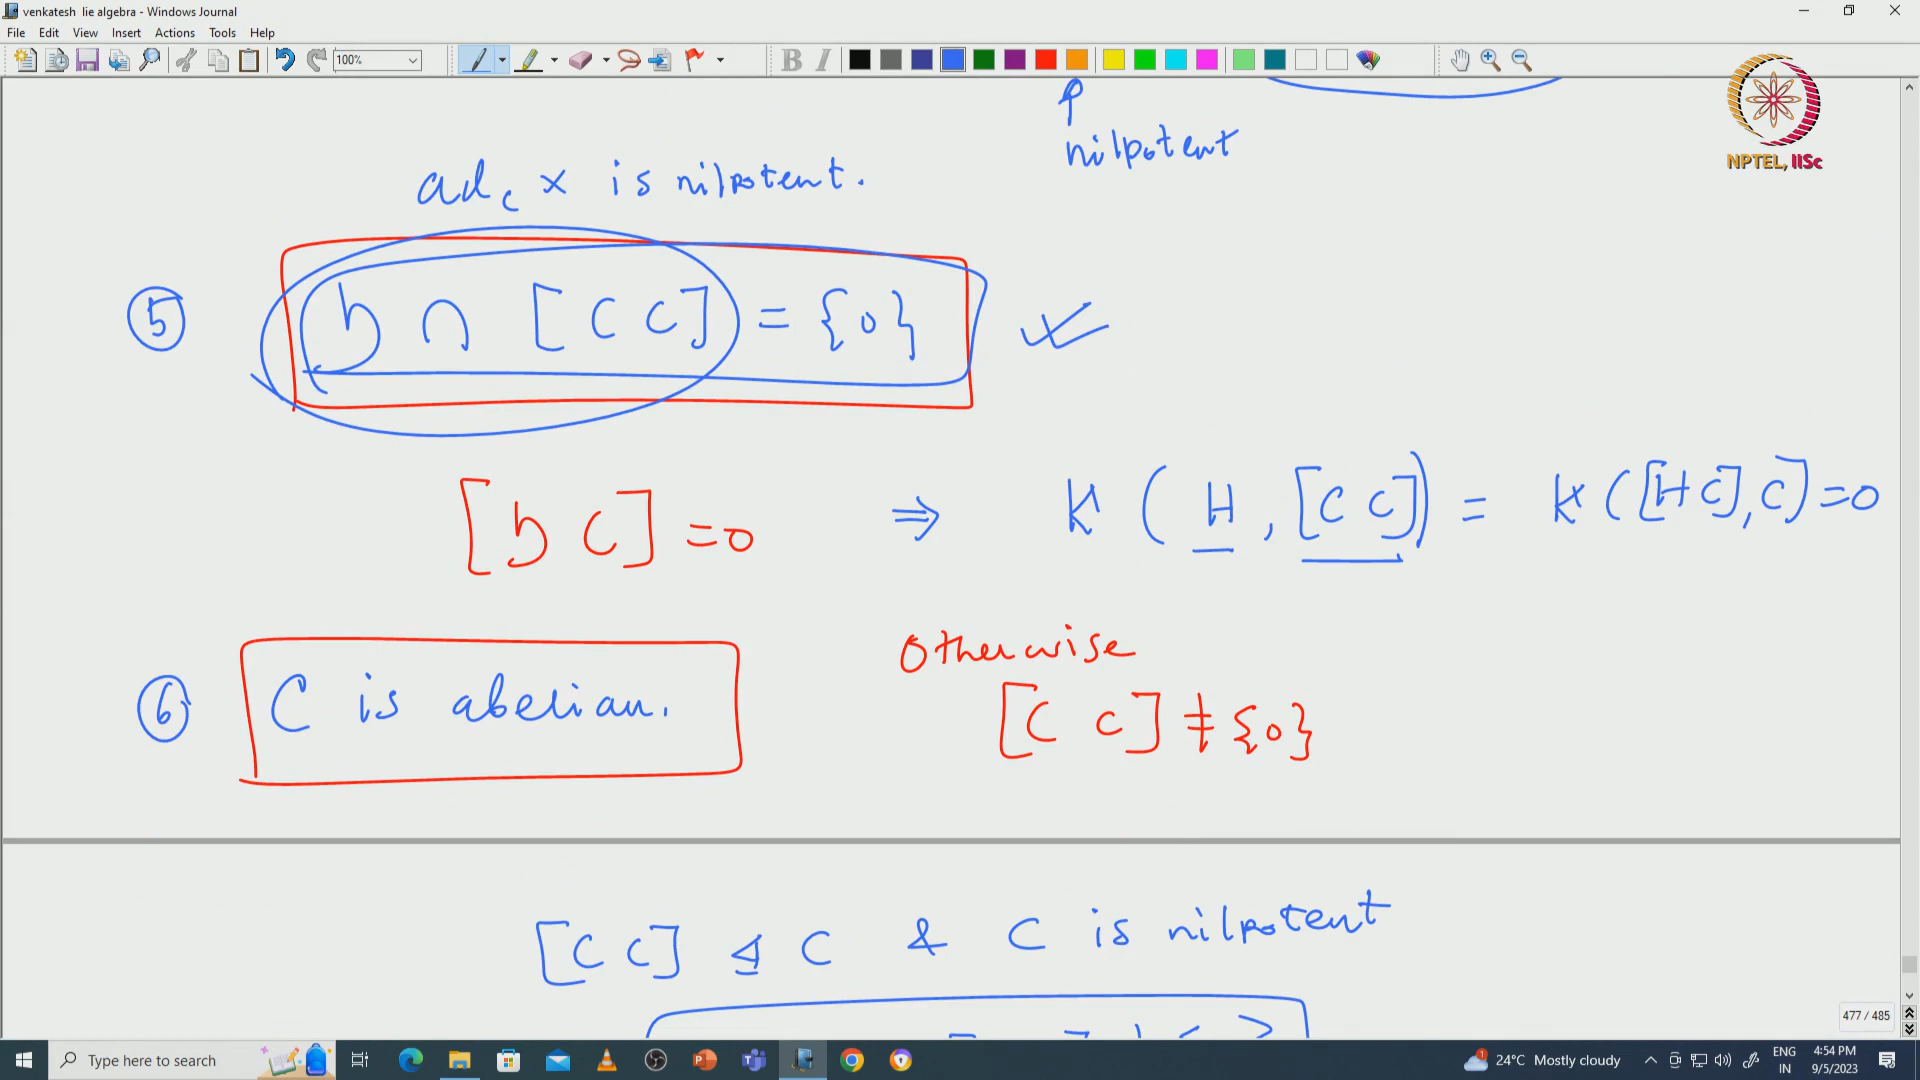 venkatesh lie algebra - Windows Journal
File Edit View Insert Actions Tools Help
100%
B I
NPTEL, IISc
nilpotent
ad_C x is nilpotent.
⑤ 𝔥 ∩ [C C] = {0}
[𝔥 C] = 0 ⇒ K (H, [C C]) = K ([H C], C) = 0
⑥ C is abelian.
Otherwise
[C C] ≠ {0}
[C C] ⊴ C & C is nilpotent
477 / 485
Type here to search
24°C Mostly cloudy
ENG
IN
4:54 PM
9/5/2023